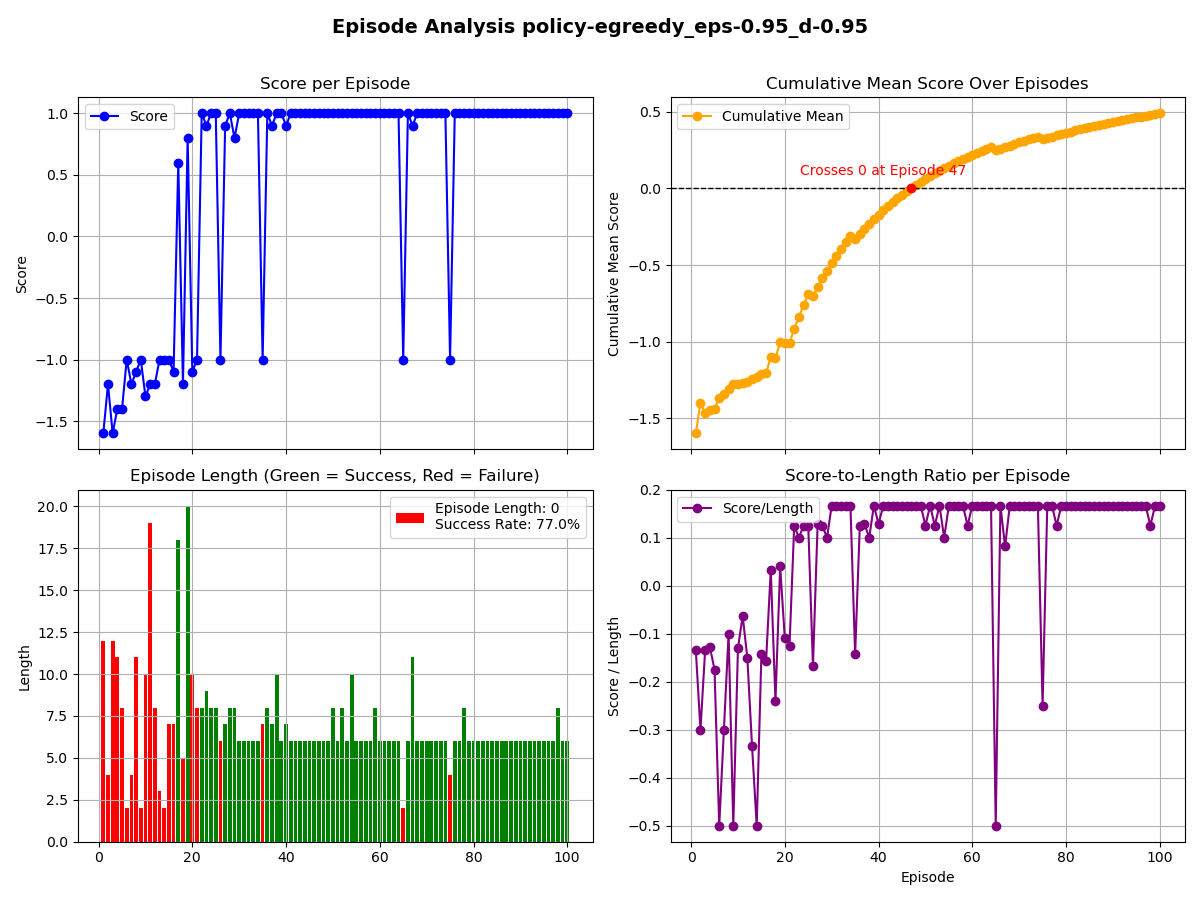 Episode Analysis policy-egreedy_eps-0.95_d-0.95
Score per Episode
Score
1.0
0.5
0.0
−0.5
−1.0
−1.5
Score
Cumulative Mean Score Over Episodes
Cumulative Mean
Crosses 0 at Episode 47
0.5
0.0
−0.5
−1.0
−1.5
Cumulative Mean Score
Episode Length (Green = Success, Red = Failure)
Episode Length: 0
Success Rate: 77.0%
20.0
17.5
15.0
12.5
10.0
7.5
5.0
2.5
0.0
Length
0
20
40
60
80
100
Score-to-Length Ratio per Episode
Score/Length
0.2
0.1
0.0
−0.1
−0.2
−0.3
−0.4
−0.5
Score / Length
0
20
40
60
80
100
Episode